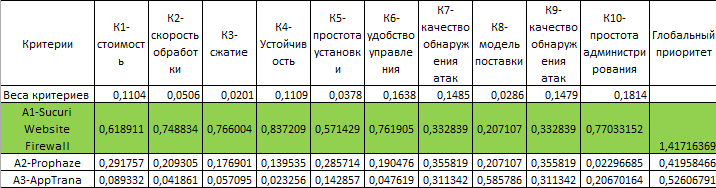 Критерии К1-стоимость К2-скорость обработки К3-сжатие К4-Устойчивость К5-простота установки К6-удобство управления К7-качество обнаружения атак К8-модель поставки К9-качество обнаружения атак К10-простота администрирования Глобальный приоритет
Веса критериев 0,1104 0,0506 0,0201 0,1109 0,0378 0,1638 0,1485 0,0286 0,1479 0,1814
А1-Sucuri Website Firewall 0,618911 0,748834 0,766004 0,837209 0,571429 0,761905 0,332839 0,207107 0,332839 0,77033152 1,41716369
А2-Prophaze 0,291757 0,209305 0,176901 0,139535 0,285714 0,190476 0,355819 0,207107 0,355819 0,02296685 0,41958466
А3-AppTrana 0,089332 0,041861 0,057095 0,023256 0,142857 0,047619 0,311342 0,585786 0,311342 0,20670164 0,52606791